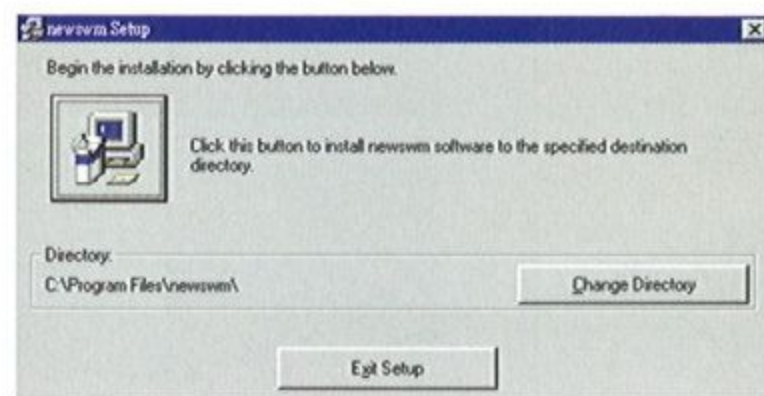 newswm Setup
Begin the installation by clicking the button below.
Click this button to install newswm software to the specified destination
directory.
Directory:
C:\Program Files\newswm\
Change Directory
Exit Setup